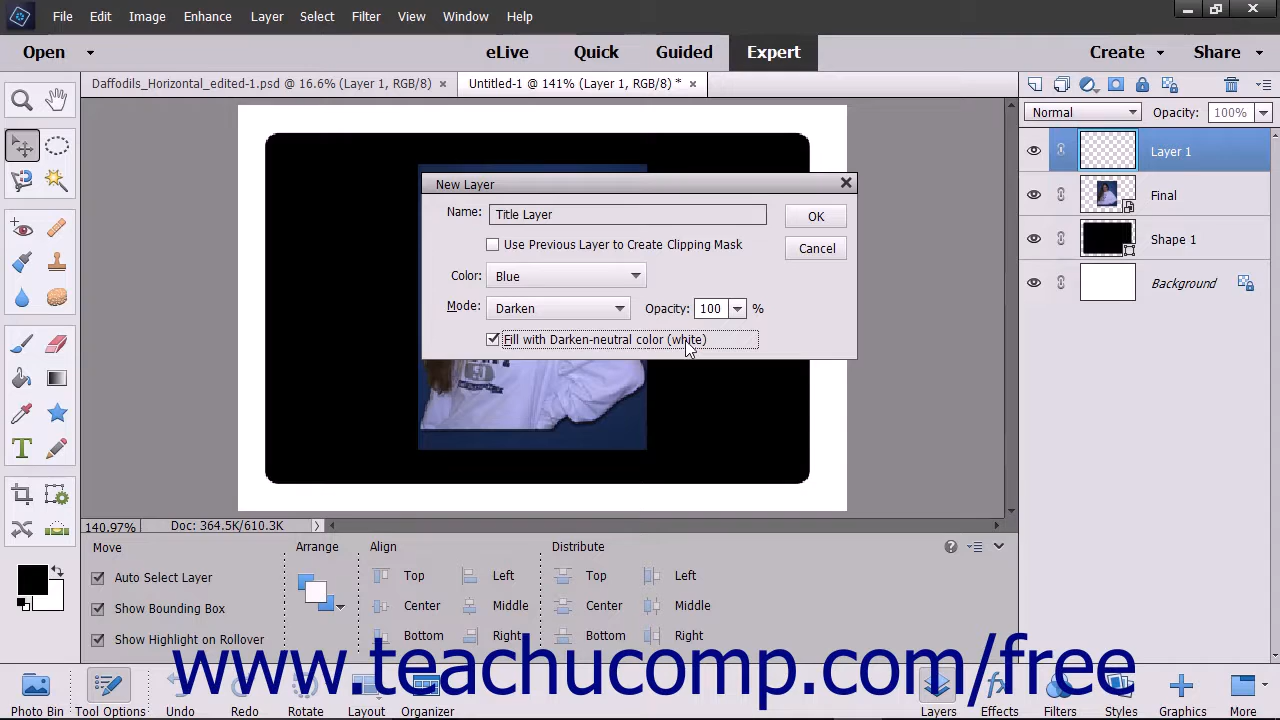 File Edit Image Enhance Layer Select Filter View Window Help
Open eLive Quick Guided Expert Create Share
Daffodils_Horizontal_edited-1.psd @ 16.6% (Layer 1, RGB/8) × Untitled-1 @ 141% (Layer 1, RGB/8) * ×
Normal Opacity: 100%
Layer 1
New Layer
Name: Title Layer OK
Final
Use Previous Layer to Create Clipping Mask Cancel
Shape 1
Color: Blue
Background
Mode: Darken Opacity: 100 %
Fill with Darken-neutral color (white)
140.97% Doc: 364.5K/610.3K
Move Arrange Align Distribute
Auto Select Layer Top Left Top Left
Show Bounding Box Center Middle Center Middle
Show Highlight on Rollover Bottom Right Bottom Right
www.teachucomp.com/free
Photo Bin Tool Options Undo Redo Rotate Layout Organizer Layers Effects Filters Styles Graphics More